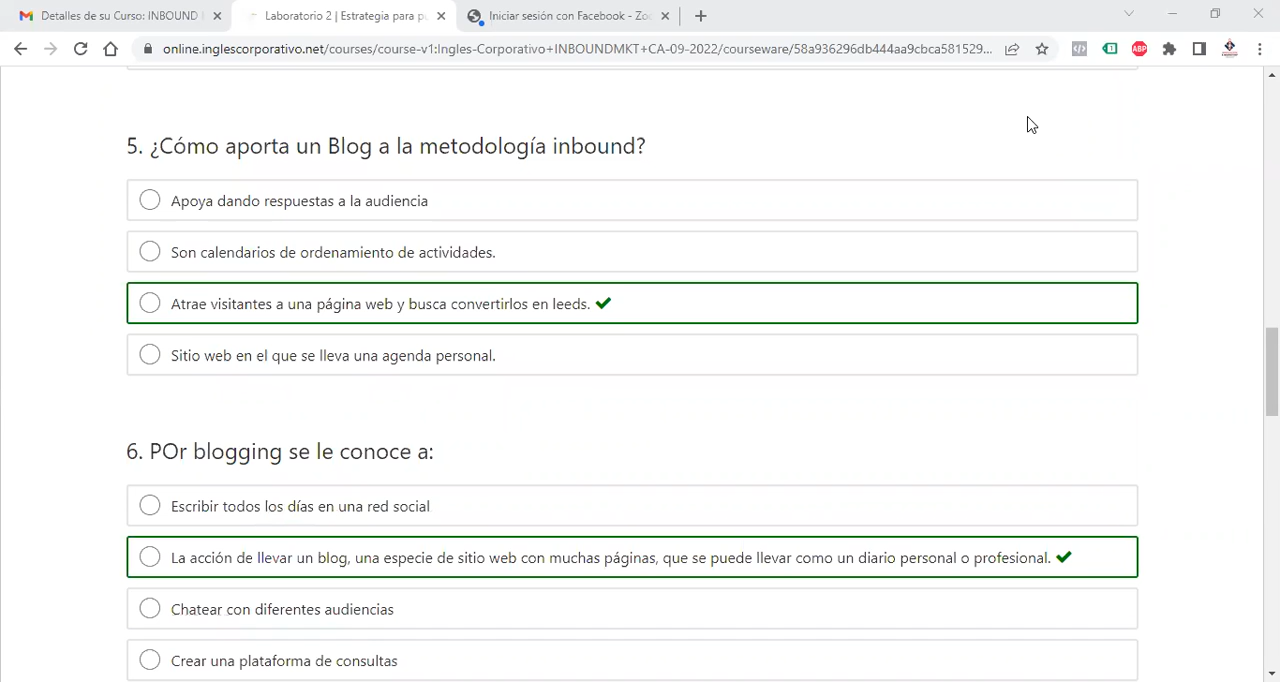 Detalles de su Curso: INBOUND
Laboratorio 2 | Estrategia para p
Iniciar sesión con Facebook - Zo
online.inglescorporativo.net/courses/course-v1:Ingles-Corporativo+INBOUNDMKT+CA-09-2022/courseware/58a936296db444aa9cbca581529...
ABP
5. ¿Cómo aporta un Blog a la metodología inbound?
Apoya dando respuestas a la audiencia
Son calendarios de ordenamiento de actividades.
Atrae visitantes a una página web y busca convertirlos en leeds.
Sitio web en el que se lleva una agenda personal.
6. POr blogging se le conoce a:
Escribir todos los días en una red social
La acción de llevar un blog, una especie de sitio web con muchas páginas, que se puede llevar como un diario personal o profesional.
Chatear con diferentes audiencias
Crear una plataforma de consultas